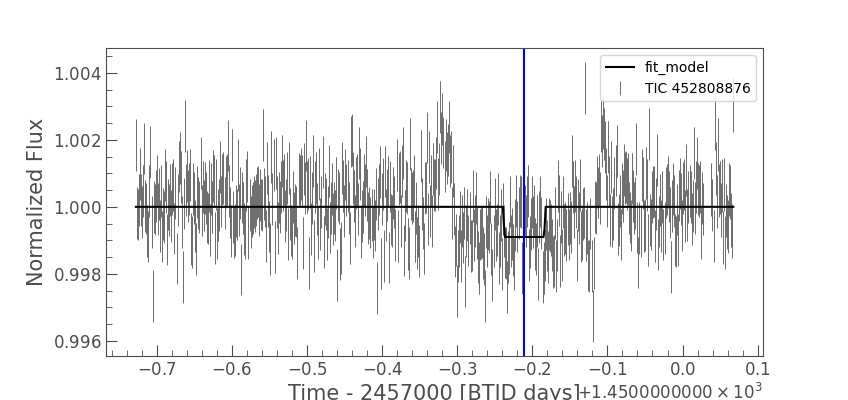 1.004
1.002
1.000
0.998
0.996
Normalized Flux
fit_model
TIC 452808876
−0.7 −0.6 −0.5 −0.4 −0.3 −0.2 −0.1 0.0 0.1
Time - 2457000 [BTJD days]
+1.4500000000 × 10³